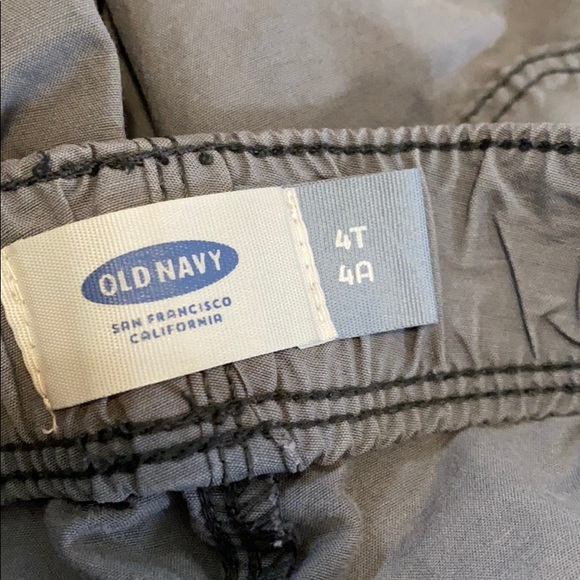 OLD NAVY
SAN FRANCISCO
CALIFORNIA
4T
4A